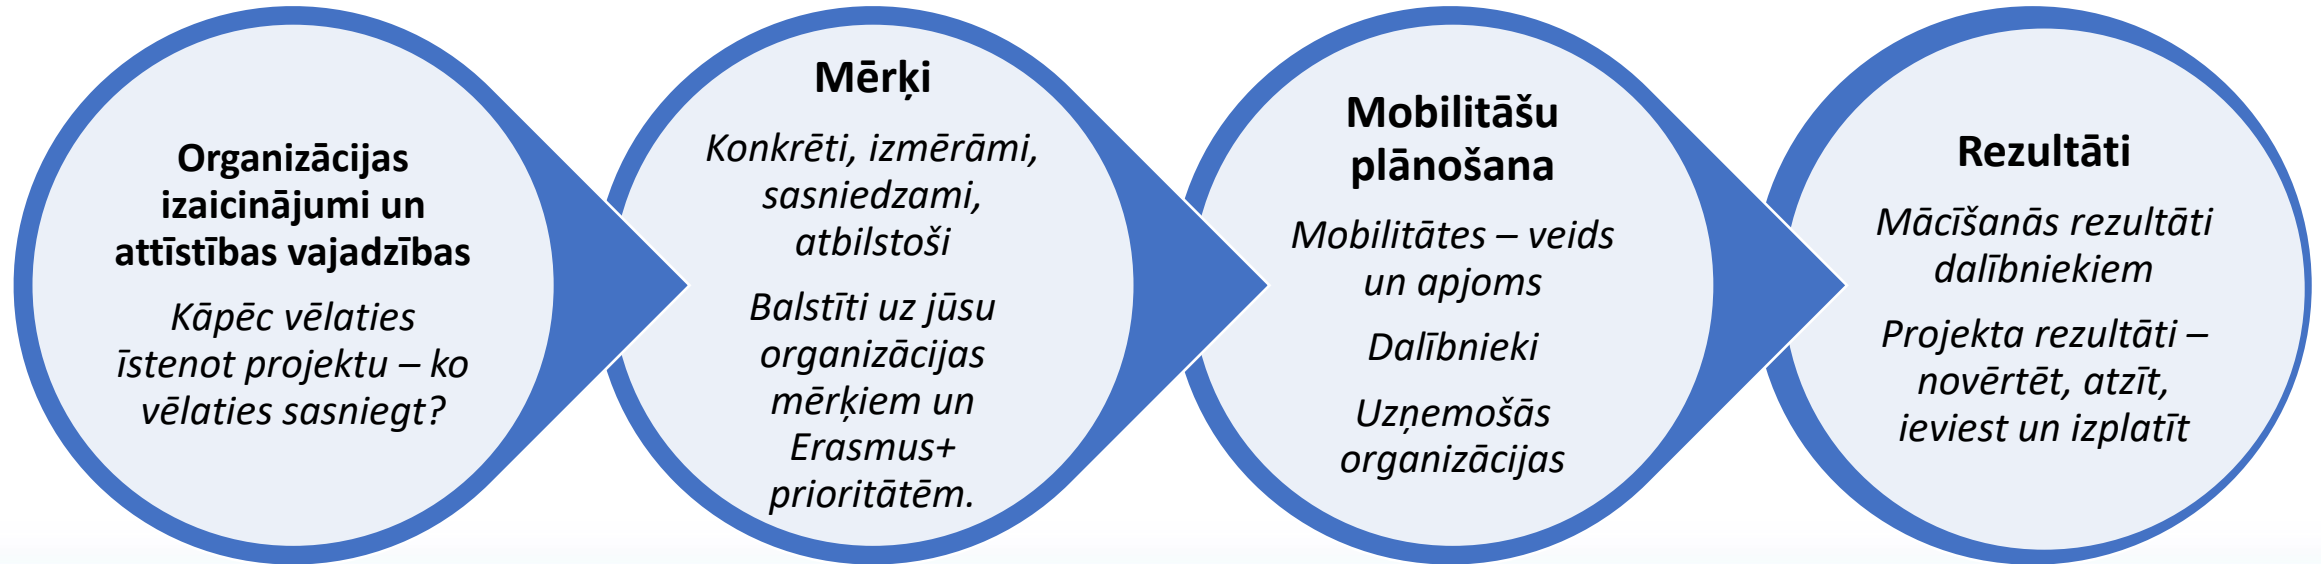 Organizācijas
izaicinājumi un
attīstības vajadzības
Kāpēc vēlaties
īstenot projektu – ko
vēlaties sasniegt?
Mērķi
Konkrēti, izmērāmi,
sasniedzami,
atbilstoši
Balstīti uz jūsu
organizācijas
mērķiem un
Erasmus+
prioritātēm.
Mobilitāšu
plānošana
Mobilitātes – veids
un apjoms
Dalībnieki
Uzņemošās
organizācijas
Rezultāti
Mācīšanās rezultāti
dalībniekiem
Projekta rezultāti –
novērtēt, atzīt,
ieviest un izplatīt